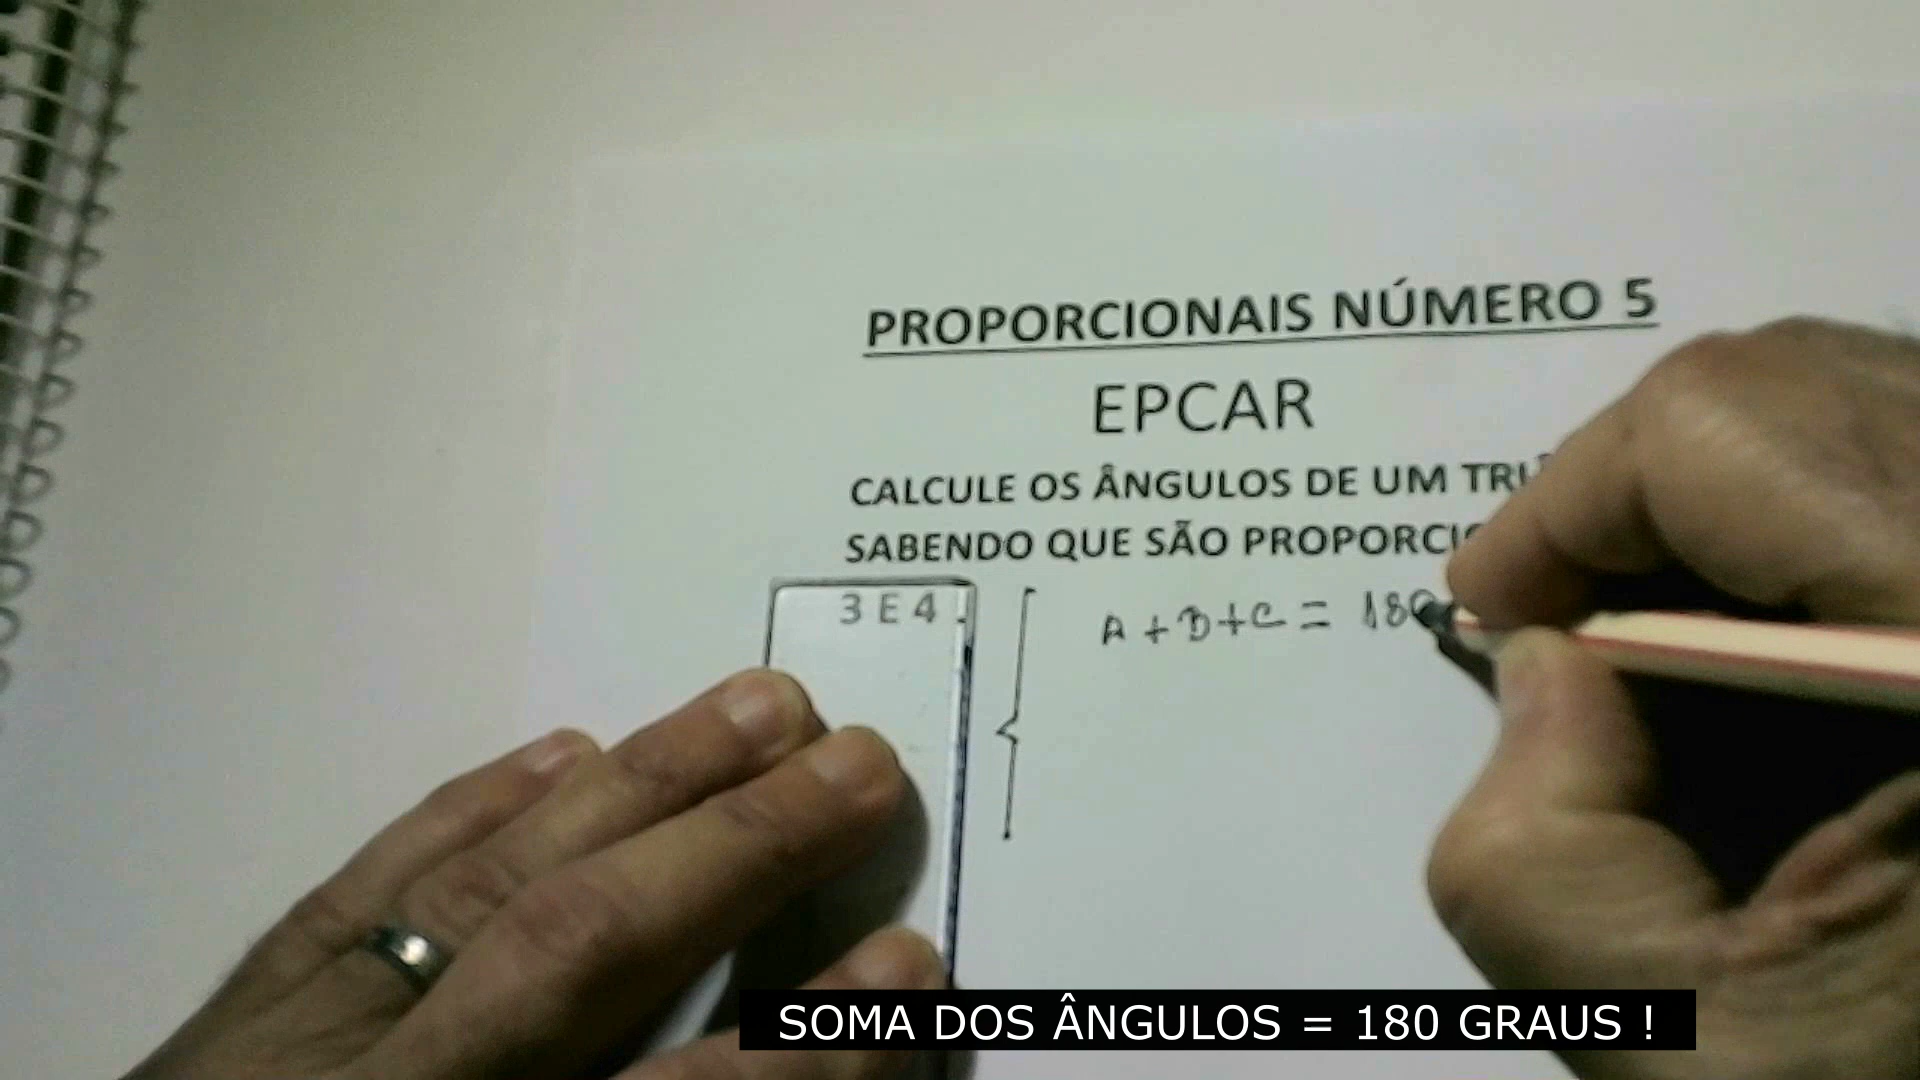 PROPORCIONAIS NÚMERO 5
EPCAR
CALCULE OS ÂNGULOS DE UM
SABENDO QUE SÃO
3 E 4.
A + B + C = 180
SOMA DOS ÂNGULOS = 180 GRAUS !